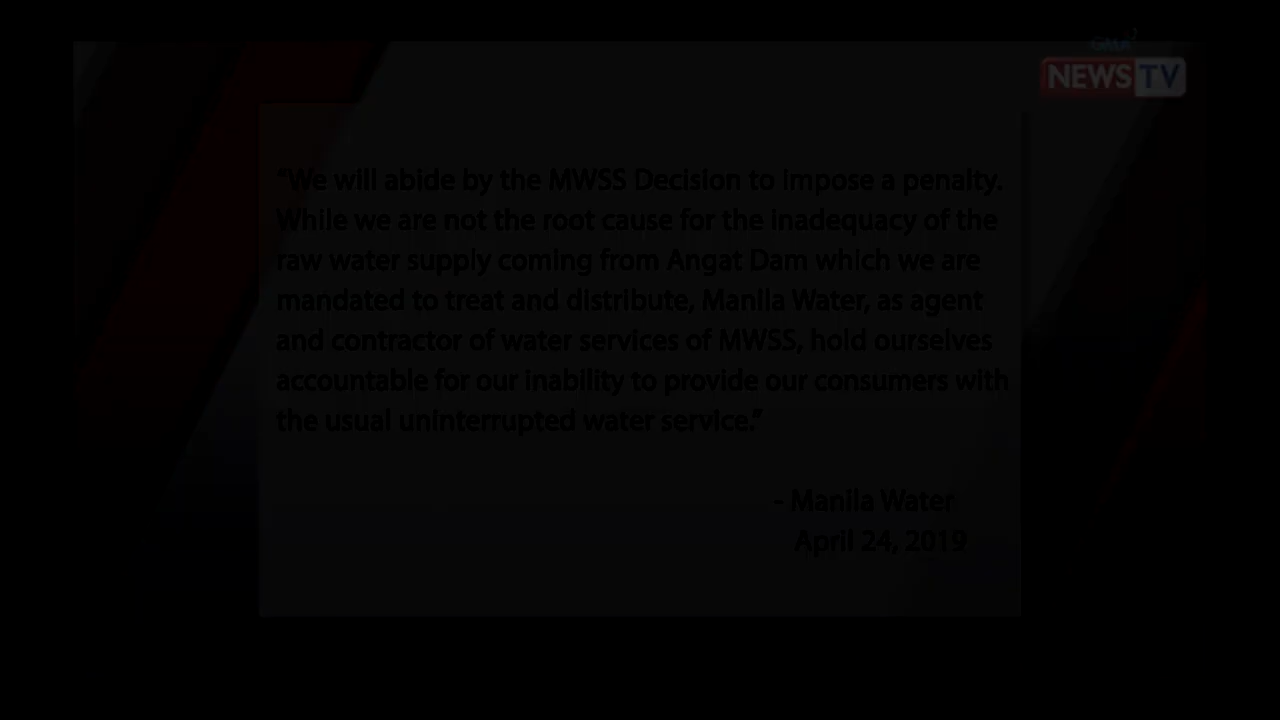 GMA
NEWS TV
“We will abide by the MWSS Decision to impose a penalty.
While we are not the root cause for the inadequacy of the
raw water supply coming from Angat Dam which we are
mandated to treat and distribute, Manila Water, as agent
and contractor of water services of MWSS, hold ourselves
accountable for our inability to provide our consumers with
the usual uninterrupted water service.”
- Manila Water
April 24, 2019